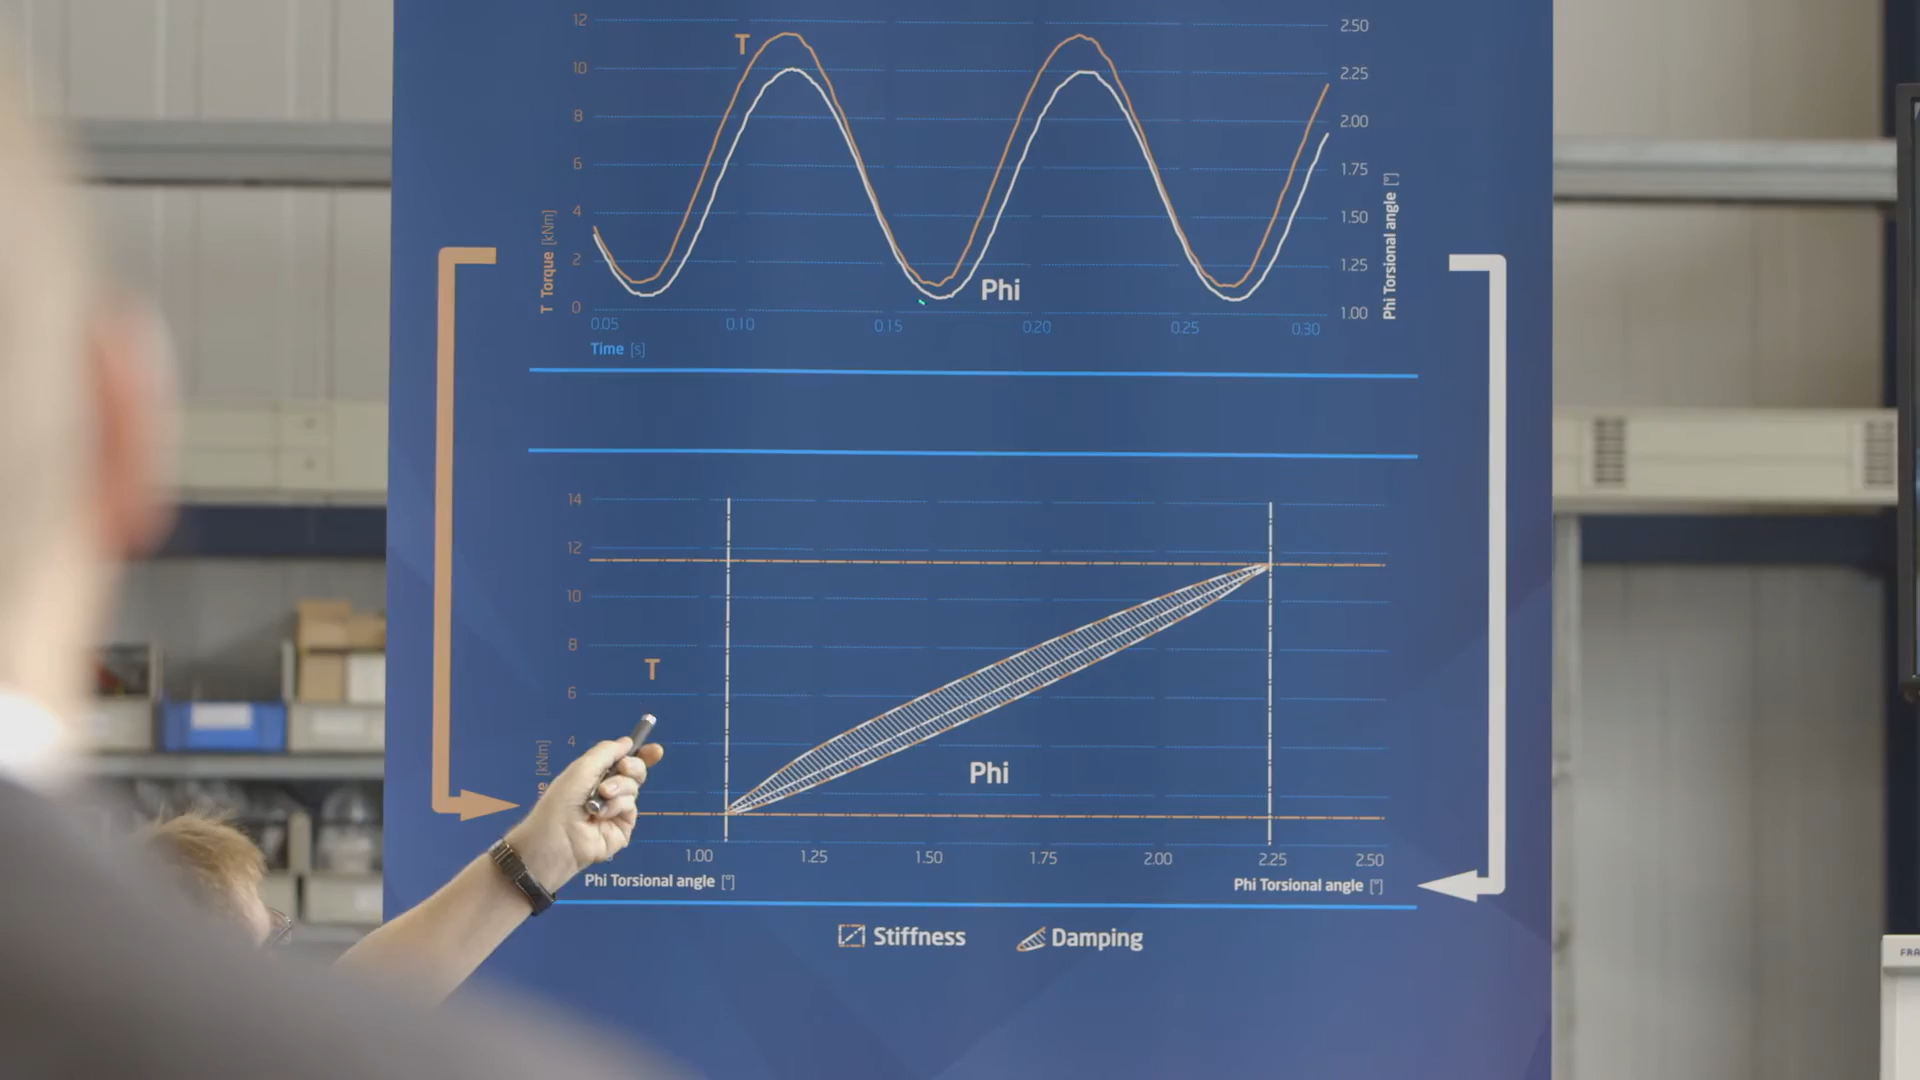 12
2.50
T
10
2.25
8
2.00
6
1.75
4
1.50
2
1.25
0
1.00
T Torque [kNm]
Phi Torsional angle [°]
Phi
0.05 0.10 0.15 0.20 0.25 0.30
Time [s]
14
12
10
8
T
6
4
[kNm]
Phi
1.00 1.25 1.50 1.75 2.00 2.25 2.50
Phi Torsional angle [°] Phi Torsional angle [°]
Stiffness Damping